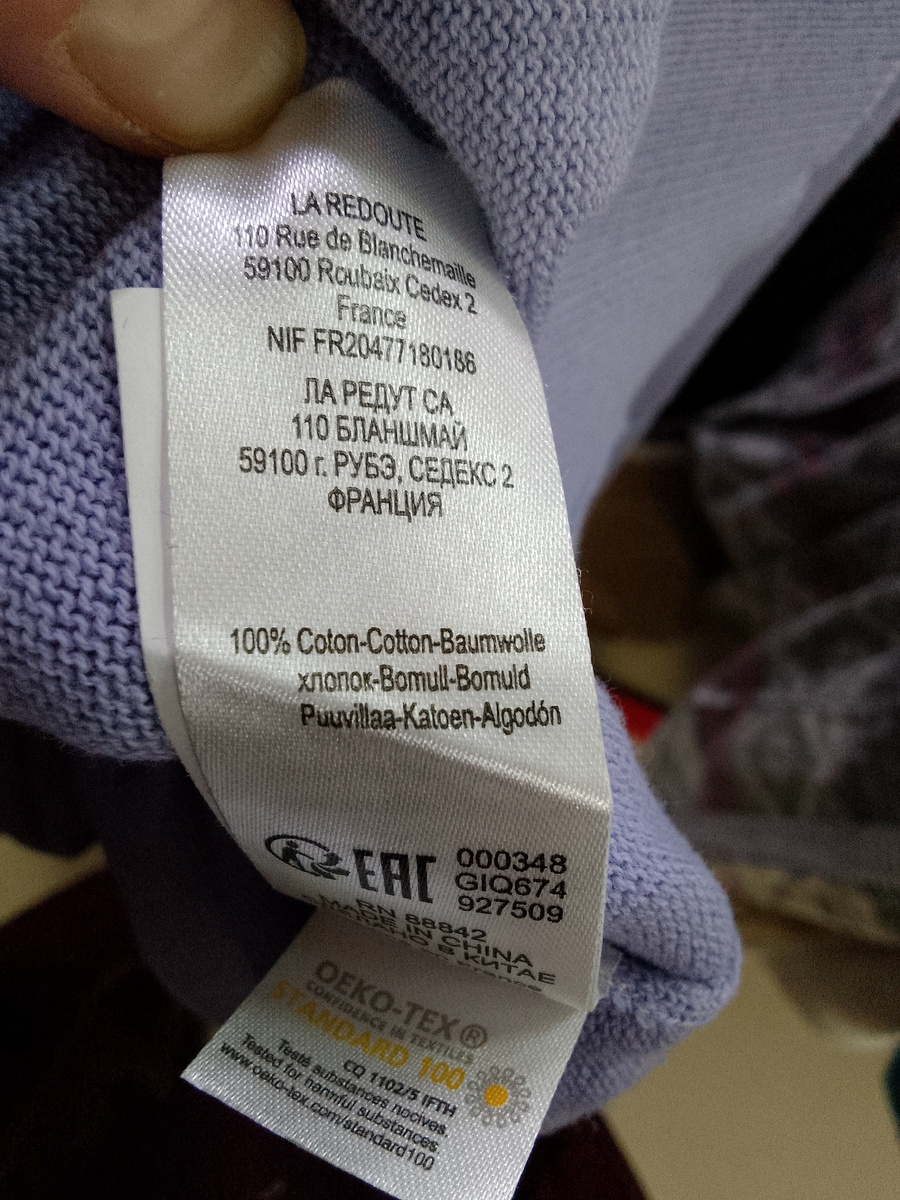 LA REDOUTE
110 Rue de Blanchemaille
59100 Roubaix Cedex 2
France
NIF FR20477180186
ЛА РЕДУТ СА
110 БЛАНШМАЙ
59100 г. РУБЭ, СЕДЕКС 2
ФРАНЦИЯ
100% Coton-Cotton-Baumwolle
хлопок-Bomull-Bomuld
Puuvillaa-Katoen-Algodón
EAC
000348
GIQ674
927509
RN 88842
MADE IN CHINA
В КИТАЕ
OEKO-TEX®
CONFIDENCE IN TEXTILES
STANDARD 100
CQ 1102/5 IFTH
Testé substances nocives.
Tested for harmful substances.
www.oeko-tex.com/standard100